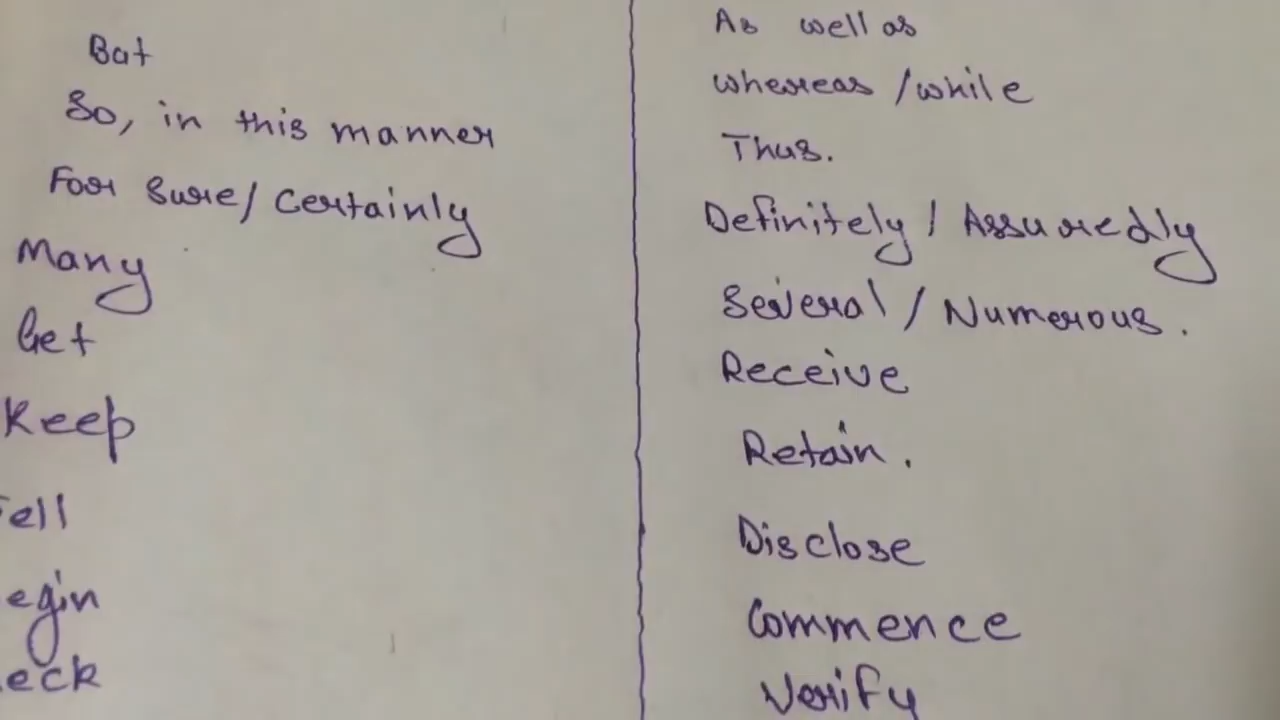 As well as
But whereas / while
So, in this manner Thus.
For sure / Certainly Definitely / Assuredly
Many Several / Numerous.
Get Receive
Keep Retain.
Tell Disclose
egin Commence
eck Verify